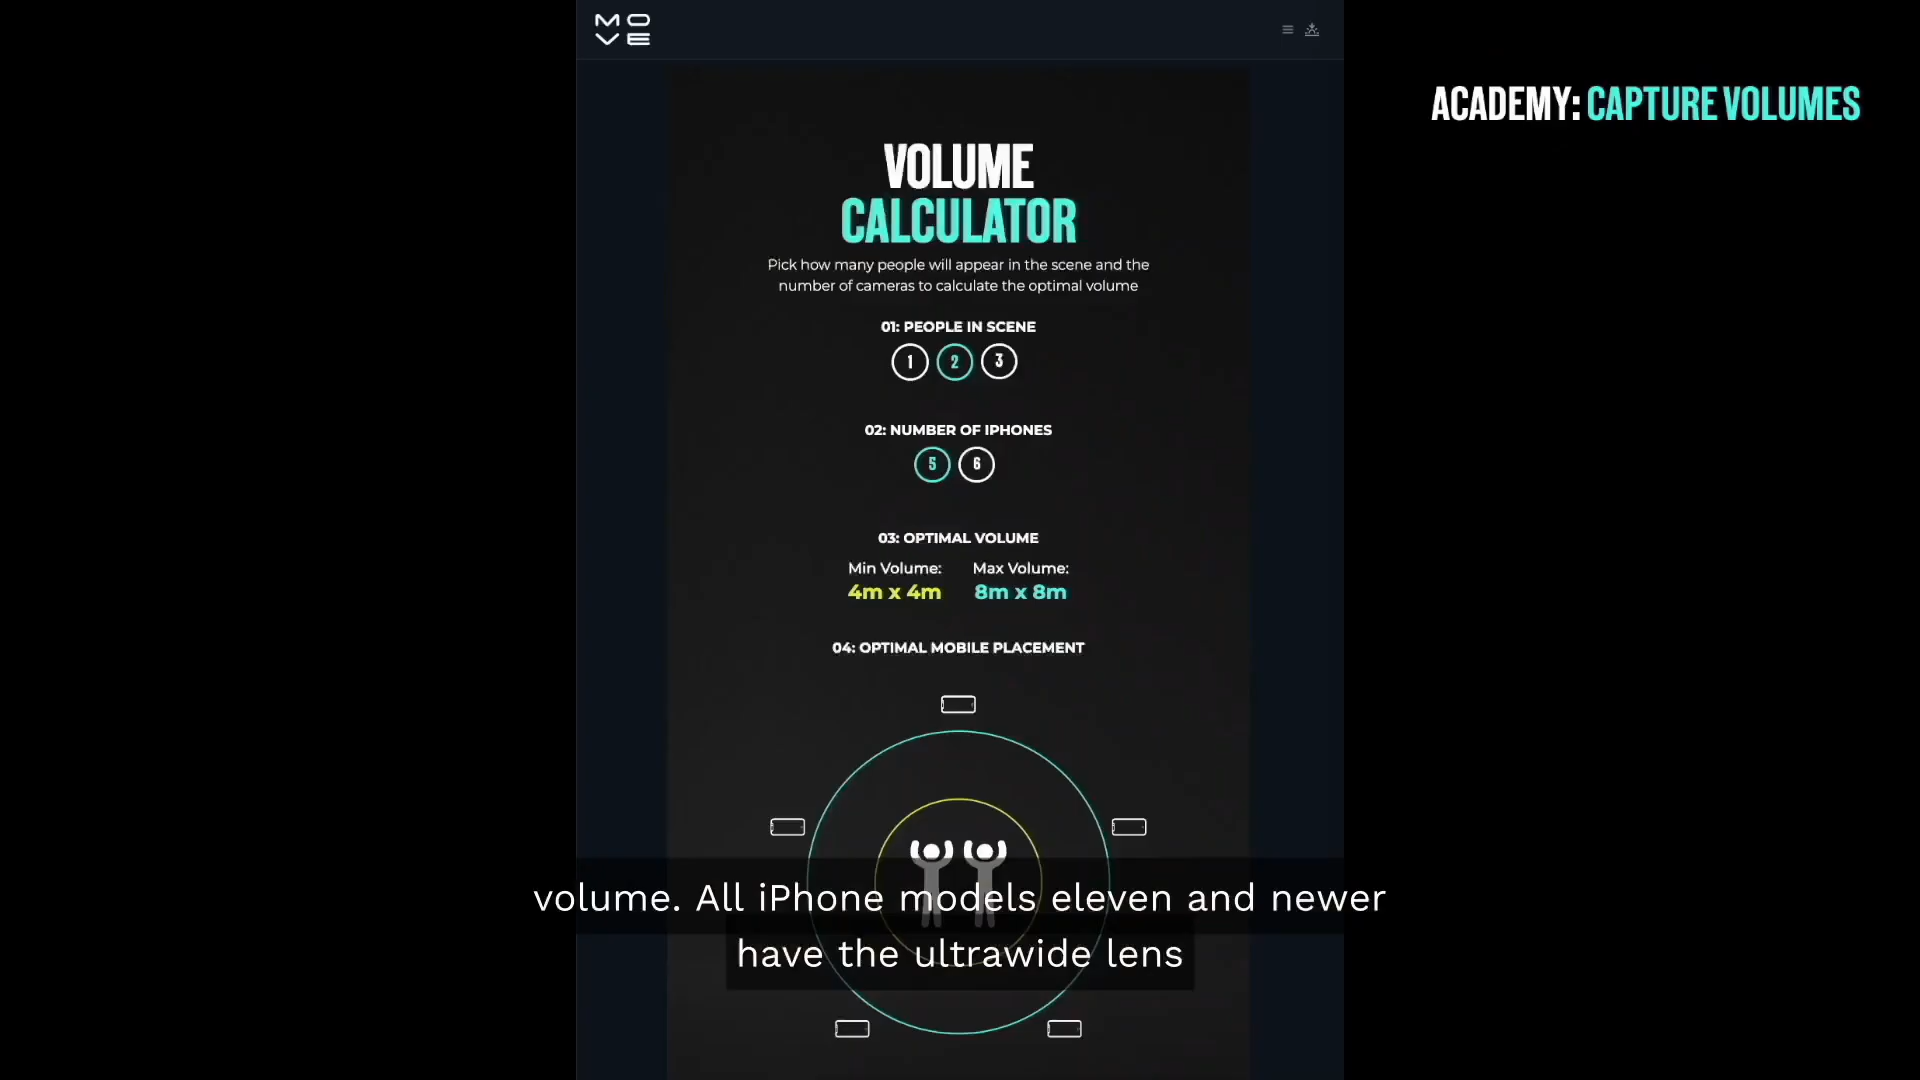 MOVE
ACADEMY: CAPTURE VOLUMES
VOLUME
CALCULATOR
Pick how many people will appear in the scene and the
number of cameras to calculate the optimal volume
01: PEOPLE IN SCENE
1 2 3
02: NUMBER OF IPHONES
5 6
03: OPTIMAL VOLUME
Min Volume: Max Volume:
4m x 4m 8m x 8m
04: OPTIMAL MOBILE PLACEMENT
volume. All iPhone models eleven and newer
have the ultrawide lens